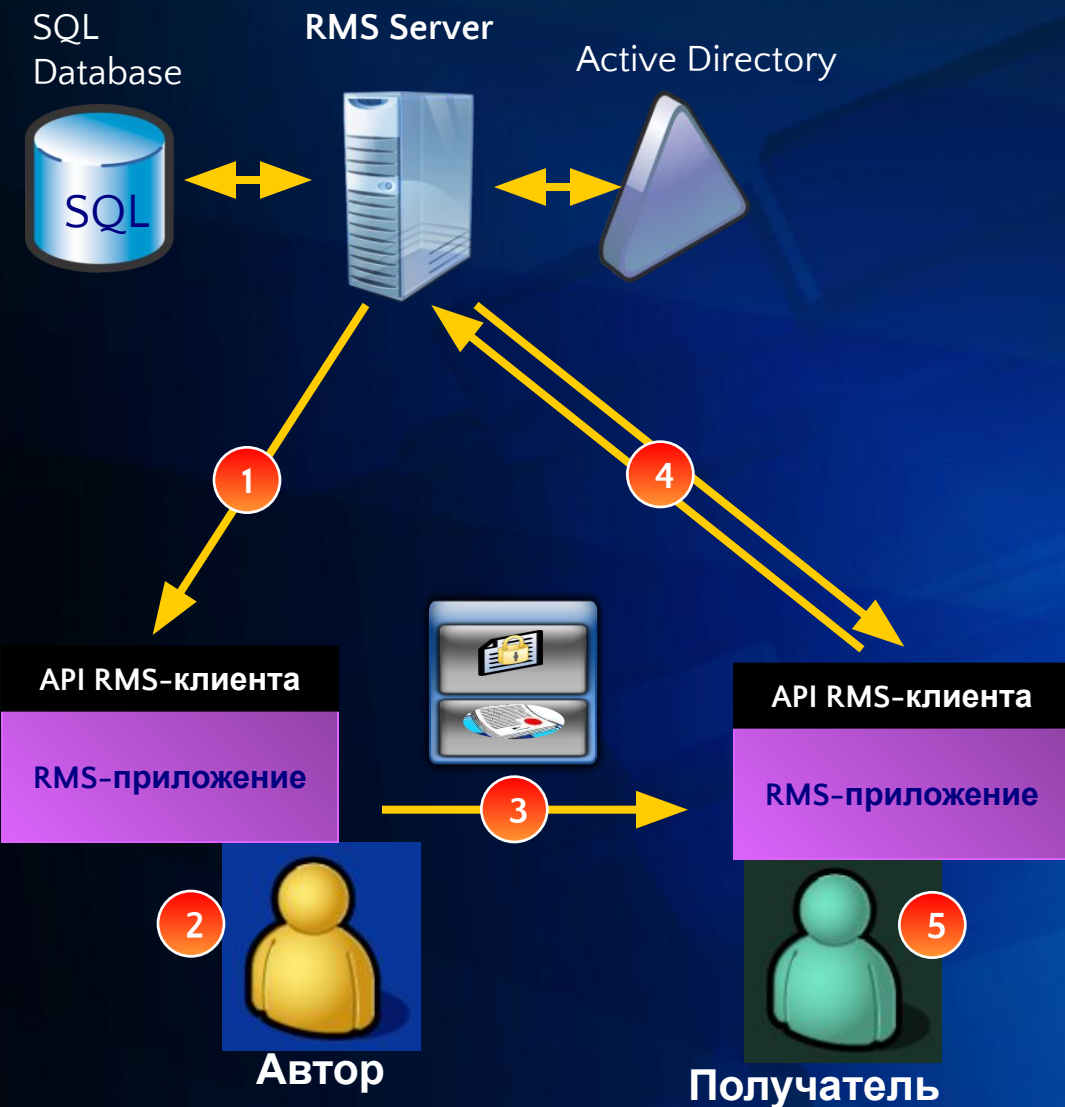 SQL
Database
RMS Server
Active Directory
SQL
1
4
API RMS-клиента
RMS-приложение
API RMS-клиента
RMS-приложение
3
2
5
Автор
Получатель